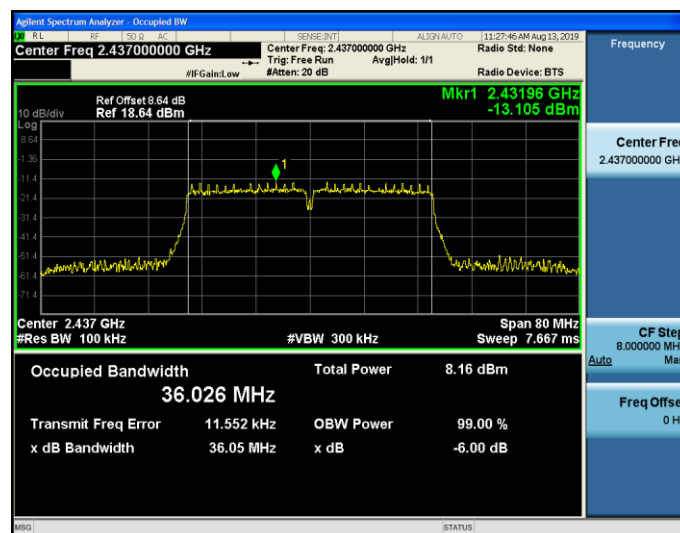 Agilent Spectrum Analyzer - Occupied BW
RL RF 50 Ω AC SENSE:INT ALIGN AUTO 11:27:46 AM Aug 13, 2019
Center Freq 2.437000000 GHz
Center Freq: 2.437000000 GHz
Radio Std: None
Trig: Free Run Avg|Hold: 1/1
#IFGain:Low #Atten: 20 dB Radio Device: BTS
Frequency
Mkr1 2.43196 GHz
-13.105 dBm
Ref Offset 8.64 dB
10 dB/div Ref 18.64 dBm
Log
8.64
-1.36
-11.4
-21.4
-31.4
-41.4
-51.4
-61.4
-71.4
1
Center Fre
2.437000000 GH
Center 2.437 GHz Span 80 MHz
#Res BW 100 kHz #VBW 300 kHz Sweep 7.667 ms
CF Ste
8.000000 MH
Auto Ma
Occupied Bandwidth Total Power 8.16 dBm
36.026 MHz
Transmit Freq Error 11.552 kHz OBW Power 99.00 %
x dB Bandwidth 36.05 MHz x dB -6.00 dB
Freq Offse
0 H
MSG STATUS